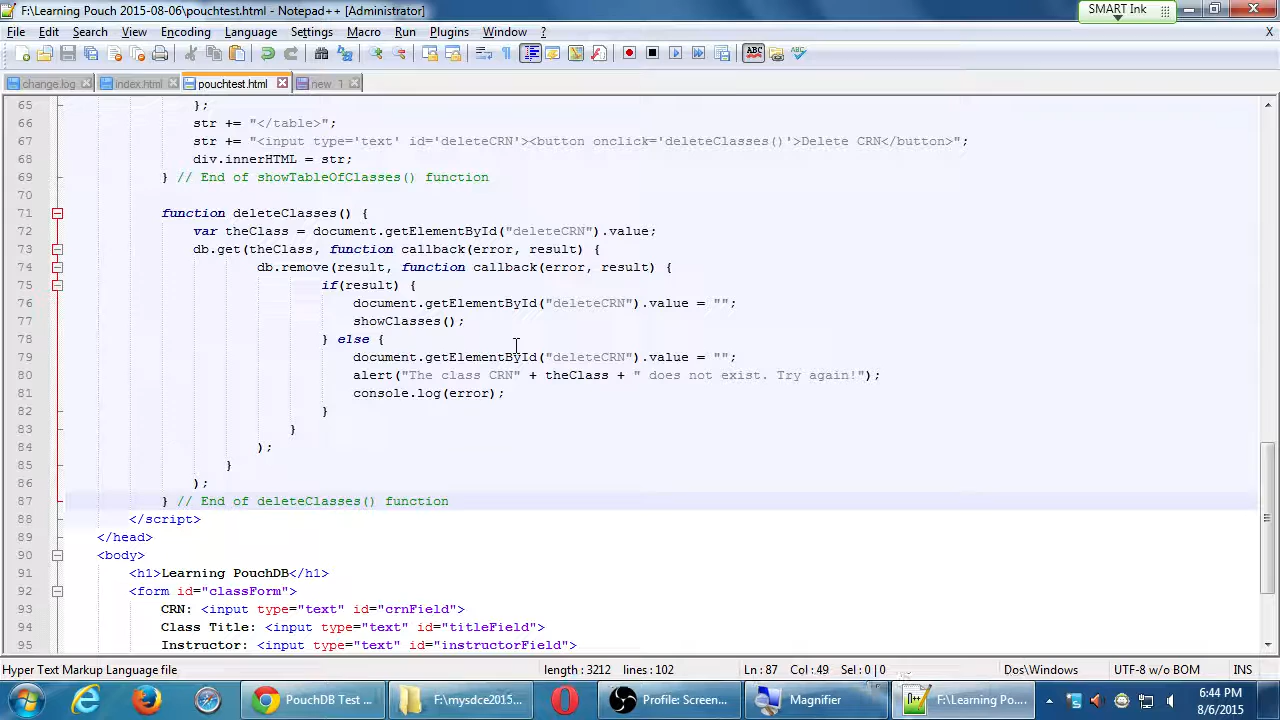 F:\Learning Pouch 2015-08-06\pouchtest.html - Notepad++ [Administrator]
SMART Ink
File Edit Search View Encoding Language Settings Macro Run Plugins Window ? X
change.log index.html pouchtest.html new 1
65 };
66 str += "</table>";
67 str += "<input type='text' id='deleteCRN'><button onclick='deleteClasses()'>Delete CRN</button>";
68 div.innerHTML = str;
69 } // End of showTableOfClasses() function
70
71 function deleteClasses() {
72 var theClass = document.getElementById("deleteCRN").value;
73 db.get(theClass, function callback(error, result) {
74 db.remove(result, function callback(error, result) {
75 if(result) {
76 document.getElementById("deleteCRN").value = "";
77 showClasses();
78 } else {
79 document.getElementById("deleteCRN").value = "";
80 alert("The class CRN" + theClass + " does not exist. Try again!");
81 console.log(error);
82 }
83 }
84 );
85 }
86 );
87 } // End of deleteClasses() function
88 </script>
89 </head>
90 <body>
91 <h1>Learning PouchDB</h1>
92 <form id="classForm">
93 CRN: <input type="text" id="crnField">
94 Class Title: <input type="text" id="titleField">
95 Instructor: <input type="text" id="instructorField">
Hyper Text Markup Language file length : 3212 lines : 102 Ln : 87 Col : 49 Sel : 0 | 0 Dos\Windows UTF-8 w/o BOM INS
PouchDB Test ... F:\mysdce2015... Profile: Screen... Magnifier F:\Learning Po... 6:44 PM
8/6/2015